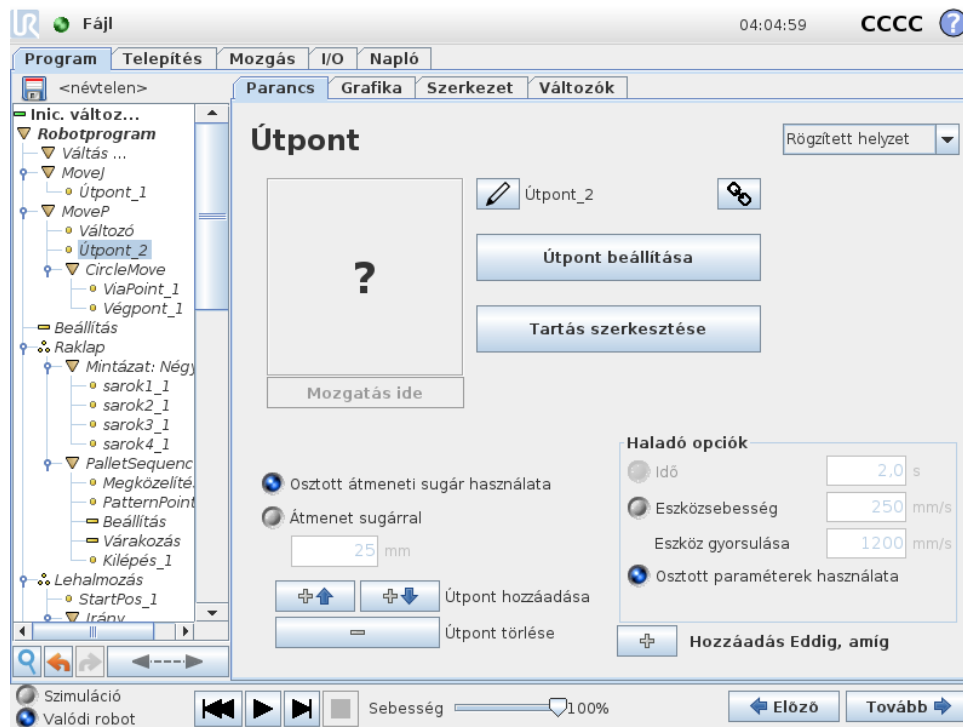 UR Fájl 04:04:59 CCCC ?
Program Telepítés Mozgás I/O Napló
<névtelen>
Parancs Grafika Szerkezet Változók
Inic. változ...
Robotprogram
Váltás ...
MoveJ
Útpont_1
MoveP
Változó
Útpont_2
CircleMove
ViaPoint_1
Végpont_1
Beállítás
Raklap
Mintázat: Négy
sarok1_1
sarok2_1
sarok3_1
sarok4_1
PalletSequenc
Megközelíté
PatternPoint
Beállítás
Várakozás
Kilépés_1
Lehalmozás
StartPos_1
Irány
Útpont
Rögzített helyzet
?
Útpont_2
Útpont beállítása
Tartás szerkesztése
Mozgatás ide
Osztott átmeneti sugár használata
Átmenet sugárral
25 mm
Útpont hozzáadása
Útpont törlése
Haladó opciók
Idő 2,0 s
Eszközsebesség 250 mm/s
Eszköz gyorsulása 1200 mm/s
Osztott paraméterek használata
Hozzáadás Eddig, amíg
Szimuláció
Valódi robot
Sebesség 100%
Előző
Tovább